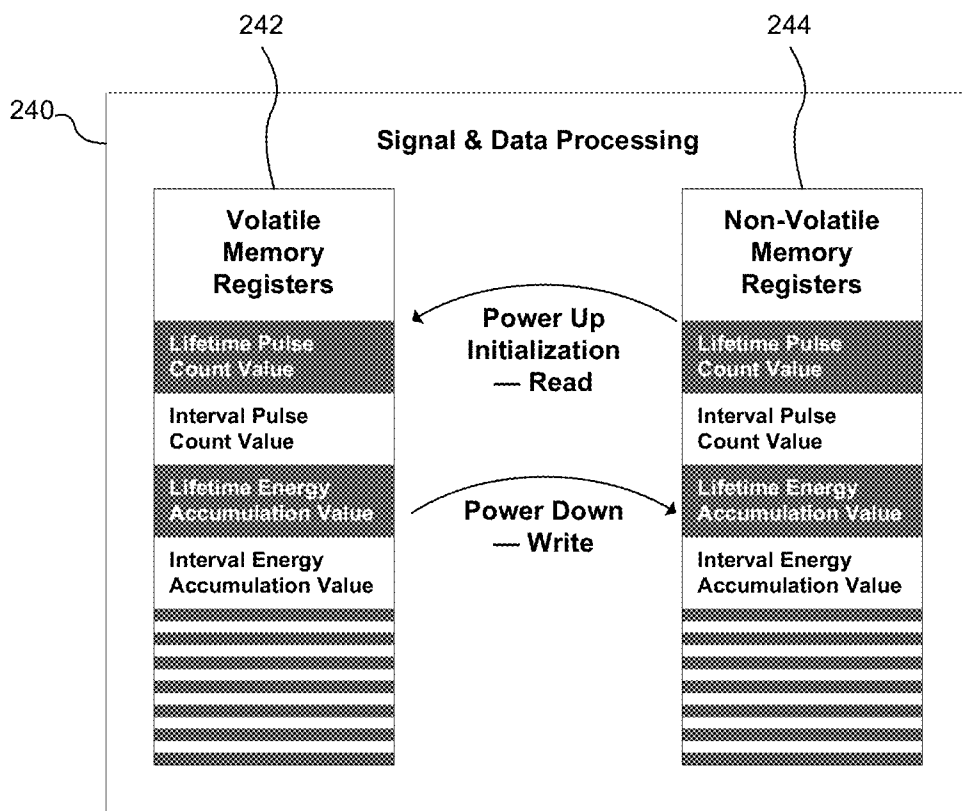 242
244
240
Signal & Data Processing
Volatile
Memory
Registers
Non-Volatile
Memory
Registers
Power Up
Initialization
— Read
Lifetime Pulse
Count Value
Lifetime Pulse
Count Value
Interval Pulse
Count Value
Interval Pulse
Count Value
Lifetime Energy
Accumulation Value
Power Down
— Write
Lifetime Energy
Accumulation Value
Interval Energy
Accumulation Value
Interval Energy
Accumulation Value